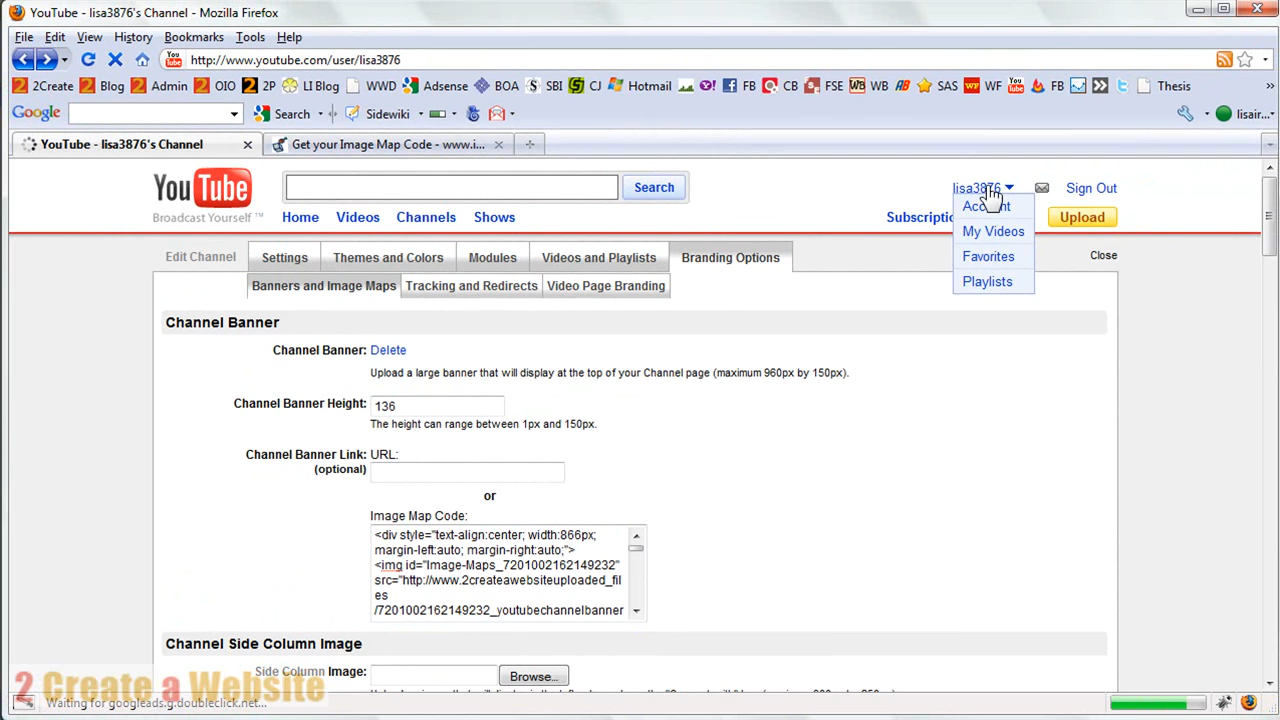 YouTube - lisa3876's Channel - Mozilla Firefox
File Edit View History Bookmarks Tools Help
http://www.youtube.com/user/lisa3876
2Create Blog Admin OIO 2P LI Blog WWD Adsense BOA SBI CJ Hotmail Y! FB CB FSE WB AB SAS WF FB Thesis
Google Search Sidewiki lisair...
YouTube - lisa3876's Channel Get your Image Map Code - www.i...
YouTube Search lisa3876 Sign Out
Broadcast Yourself™ Home Videos Channels Shows Upload
Account
My Videos
Favorites
Playlists
Edit Channel Settings Themes and Colors Modules Videos and Playlists Branding Options Close
Banners and Image Maps Tracking and Redirects Video Page Branding
Channel Banner
Channel Banner: Delete
Upload a large banner that will display at the top of your Channel page (maximum 960px by 150px).
Channel Banner Height: 136
The height can range between 1px and 150px.
Channel Banner Link: URL:
(optional)
or
Image Map Code:
<div style="text-align:center; width:866px;
margin-left:auto; margin-right:auto;">
<img id="Image-Maps_7201002162149232"
src="http://www.2createawebsiteuploaded_fil
es
/7201002162149232_youtubechannelbanner
Channel Side Column Image
Side Column Image: Browse...
2 Create a Website
Waiting for googleads.g.doubleclick.net...